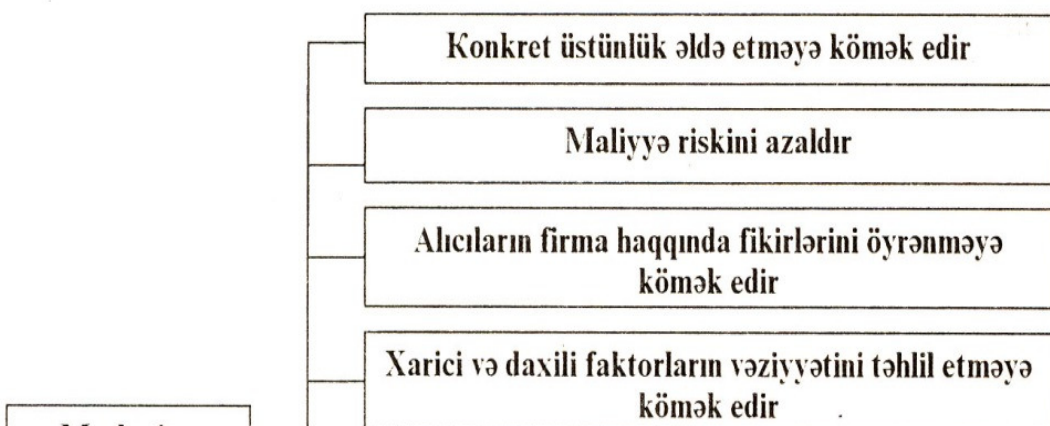 Konkret üstünlük əldə etməyə kömək edir
Maliyyə riskini azaldır
Alıcıların firma haqqında fikirlərini öyrənməyə
kömək edir
Xarici və daxili faktorların vəziyyətini təhlil etməyə
kömək edir